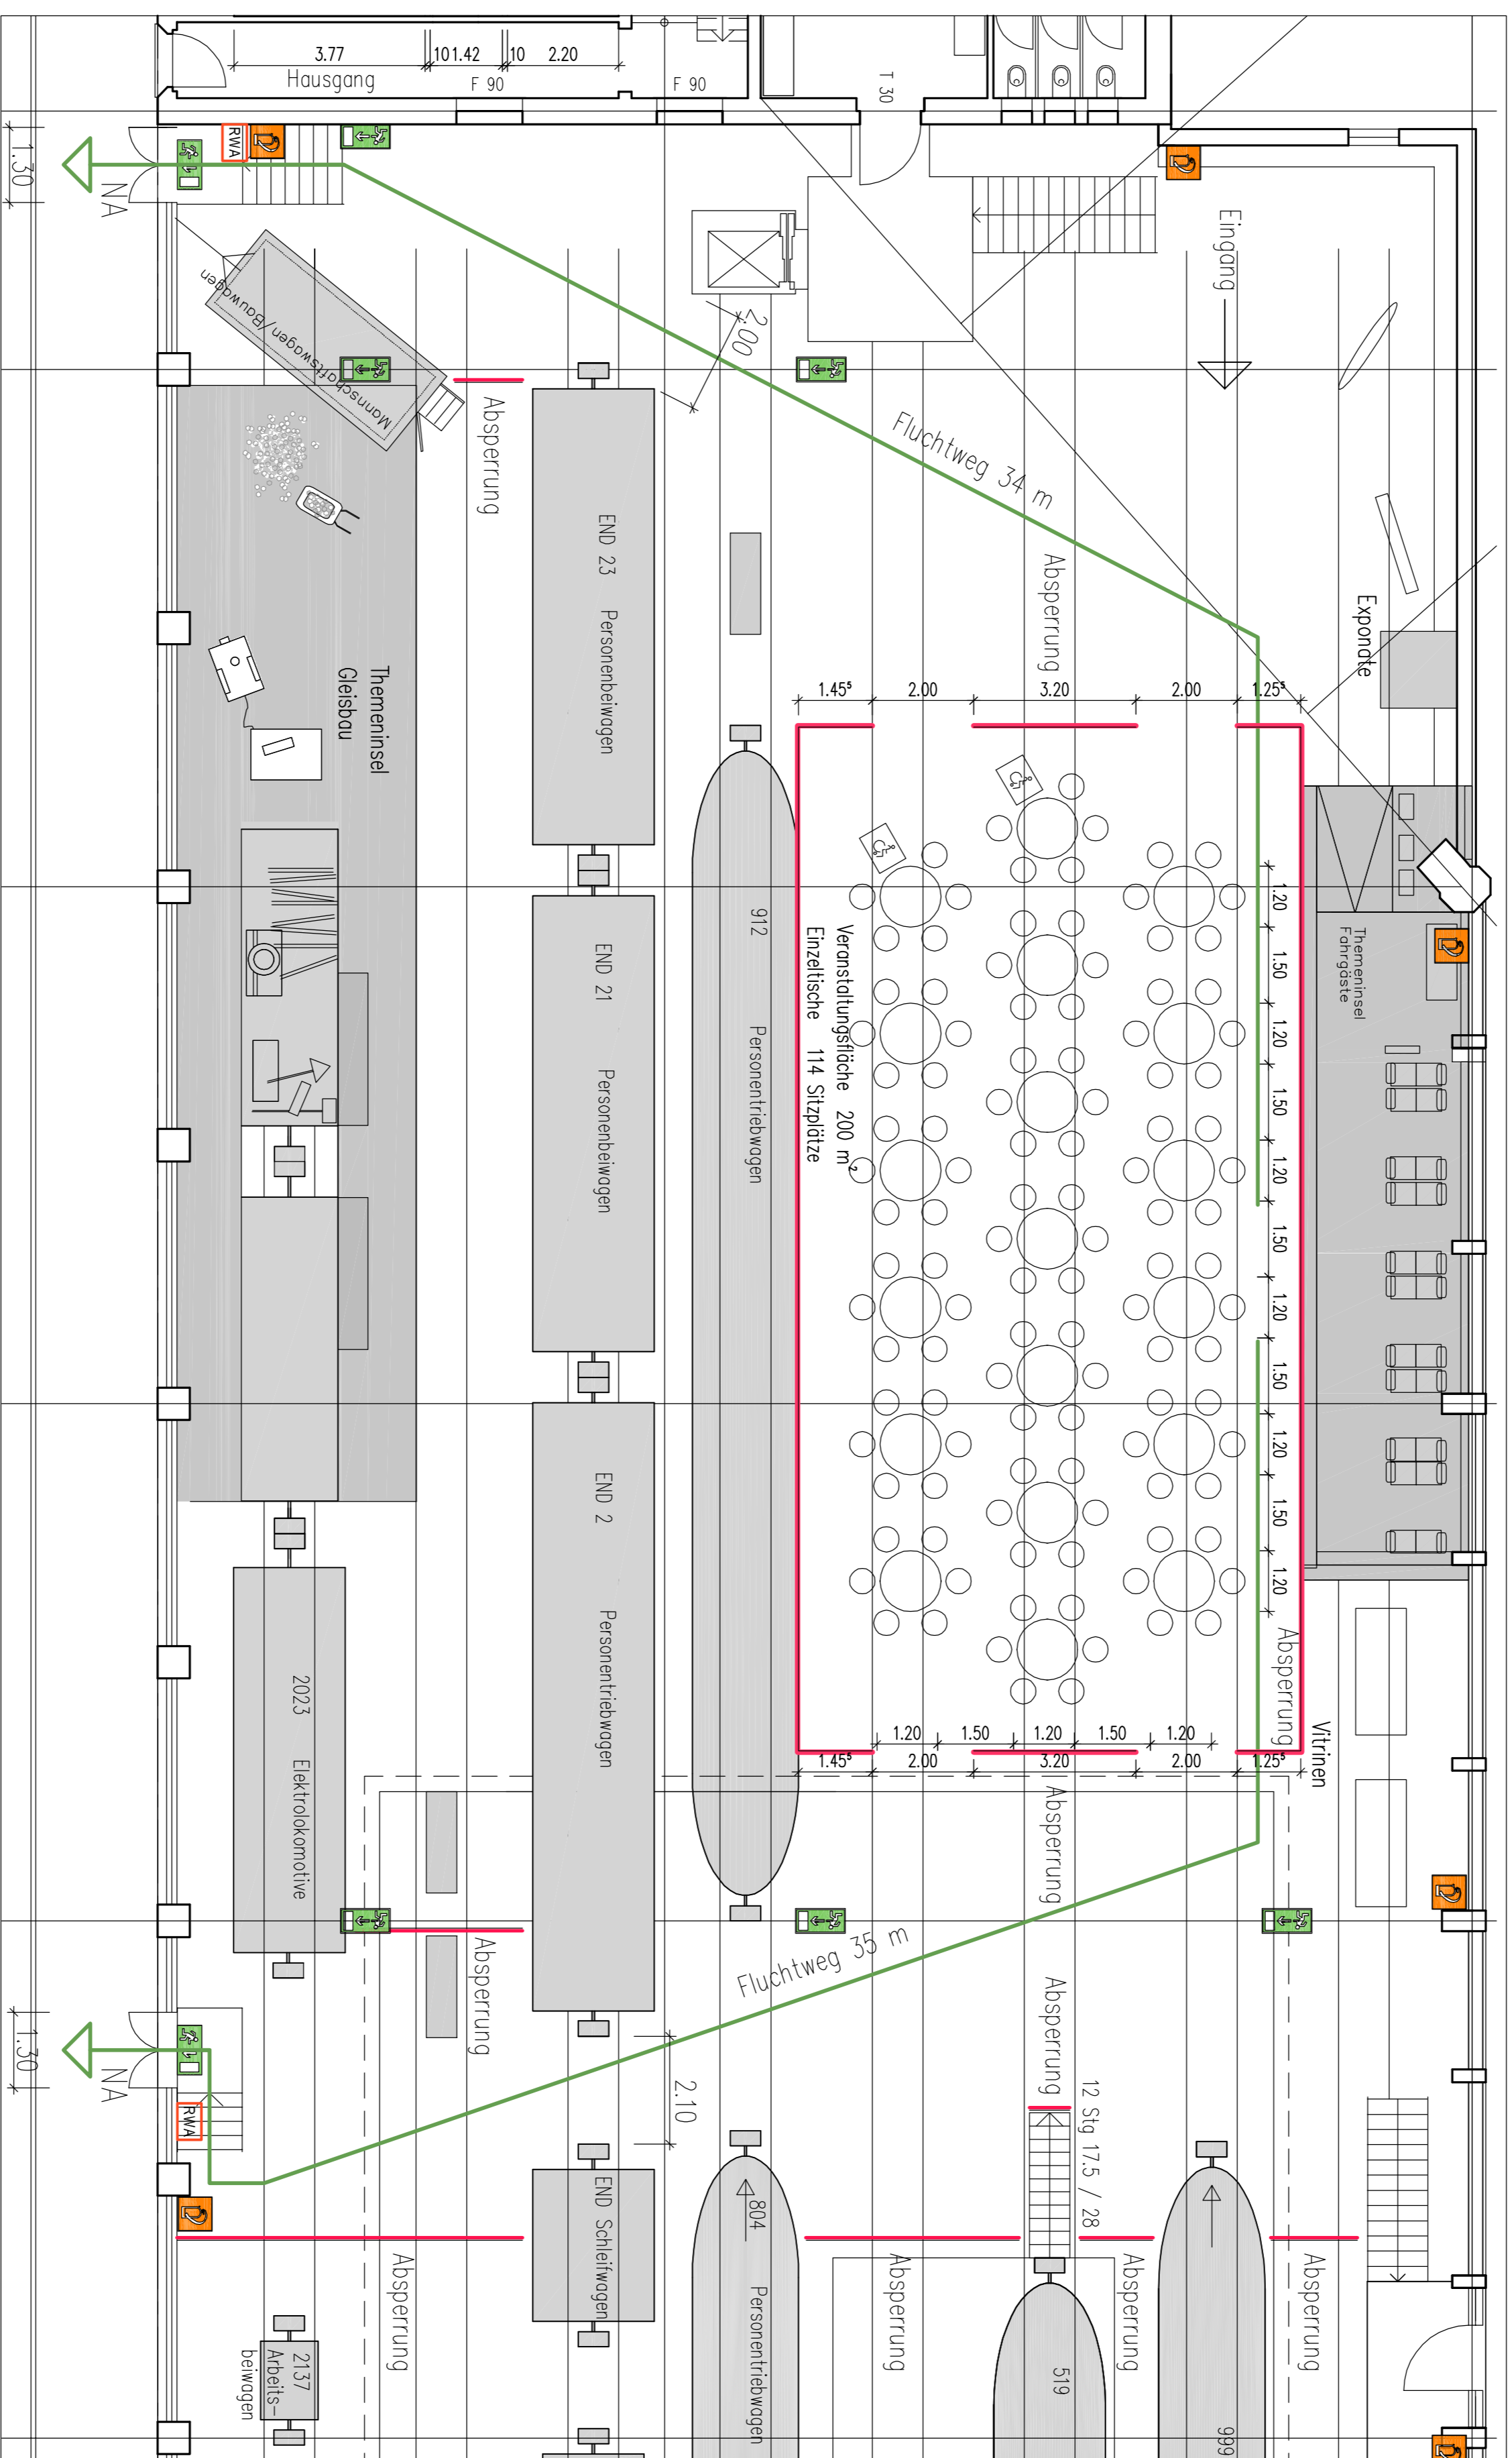 3.77
10
1.42
10
2.20
Hausgang
F 90
F 90
T 30
RWA
NA
1.30
Eingang
Mannschaftswagen/Bauwagen
2.00
Absperrung
Fluchtweg 34 m
Absperrung
Exponate
END 23 Personenbeiwagen
Themeninsel
Gleisbau
1.45⁵
2.00
3.20
2.00
1.25⁵
912 Personentriebwagen
END 21 Personenbeiwagen
Veranstaltungsfläche 200 m²
Einzeltische 114 Sitzplätze
1.20
1.50
1.20
1.50
1.20
1.50
1.20
1.50
1.20
1.50
1.20
Themeninsel
Fahrgäste
END 2 Personentriebwagen
Absperrung
Vitrinen
1.20
1.50
1.20
1.50
1.20
1.45⁵
2.00
3.20
2.00
1.25⁵
Absperrung
2023 Elektrolokomotive
Absperrung
Fluchtweg 35 m
Absperrung
2.10
12 Stg 17.5 / 28
NA
1.30
RWA
END Schleifwagen
804 Personentriebwagen
Absperrung
Absperrung
Absperrung
Absperrung
519
999
2137
Arbeits-
beiwagen